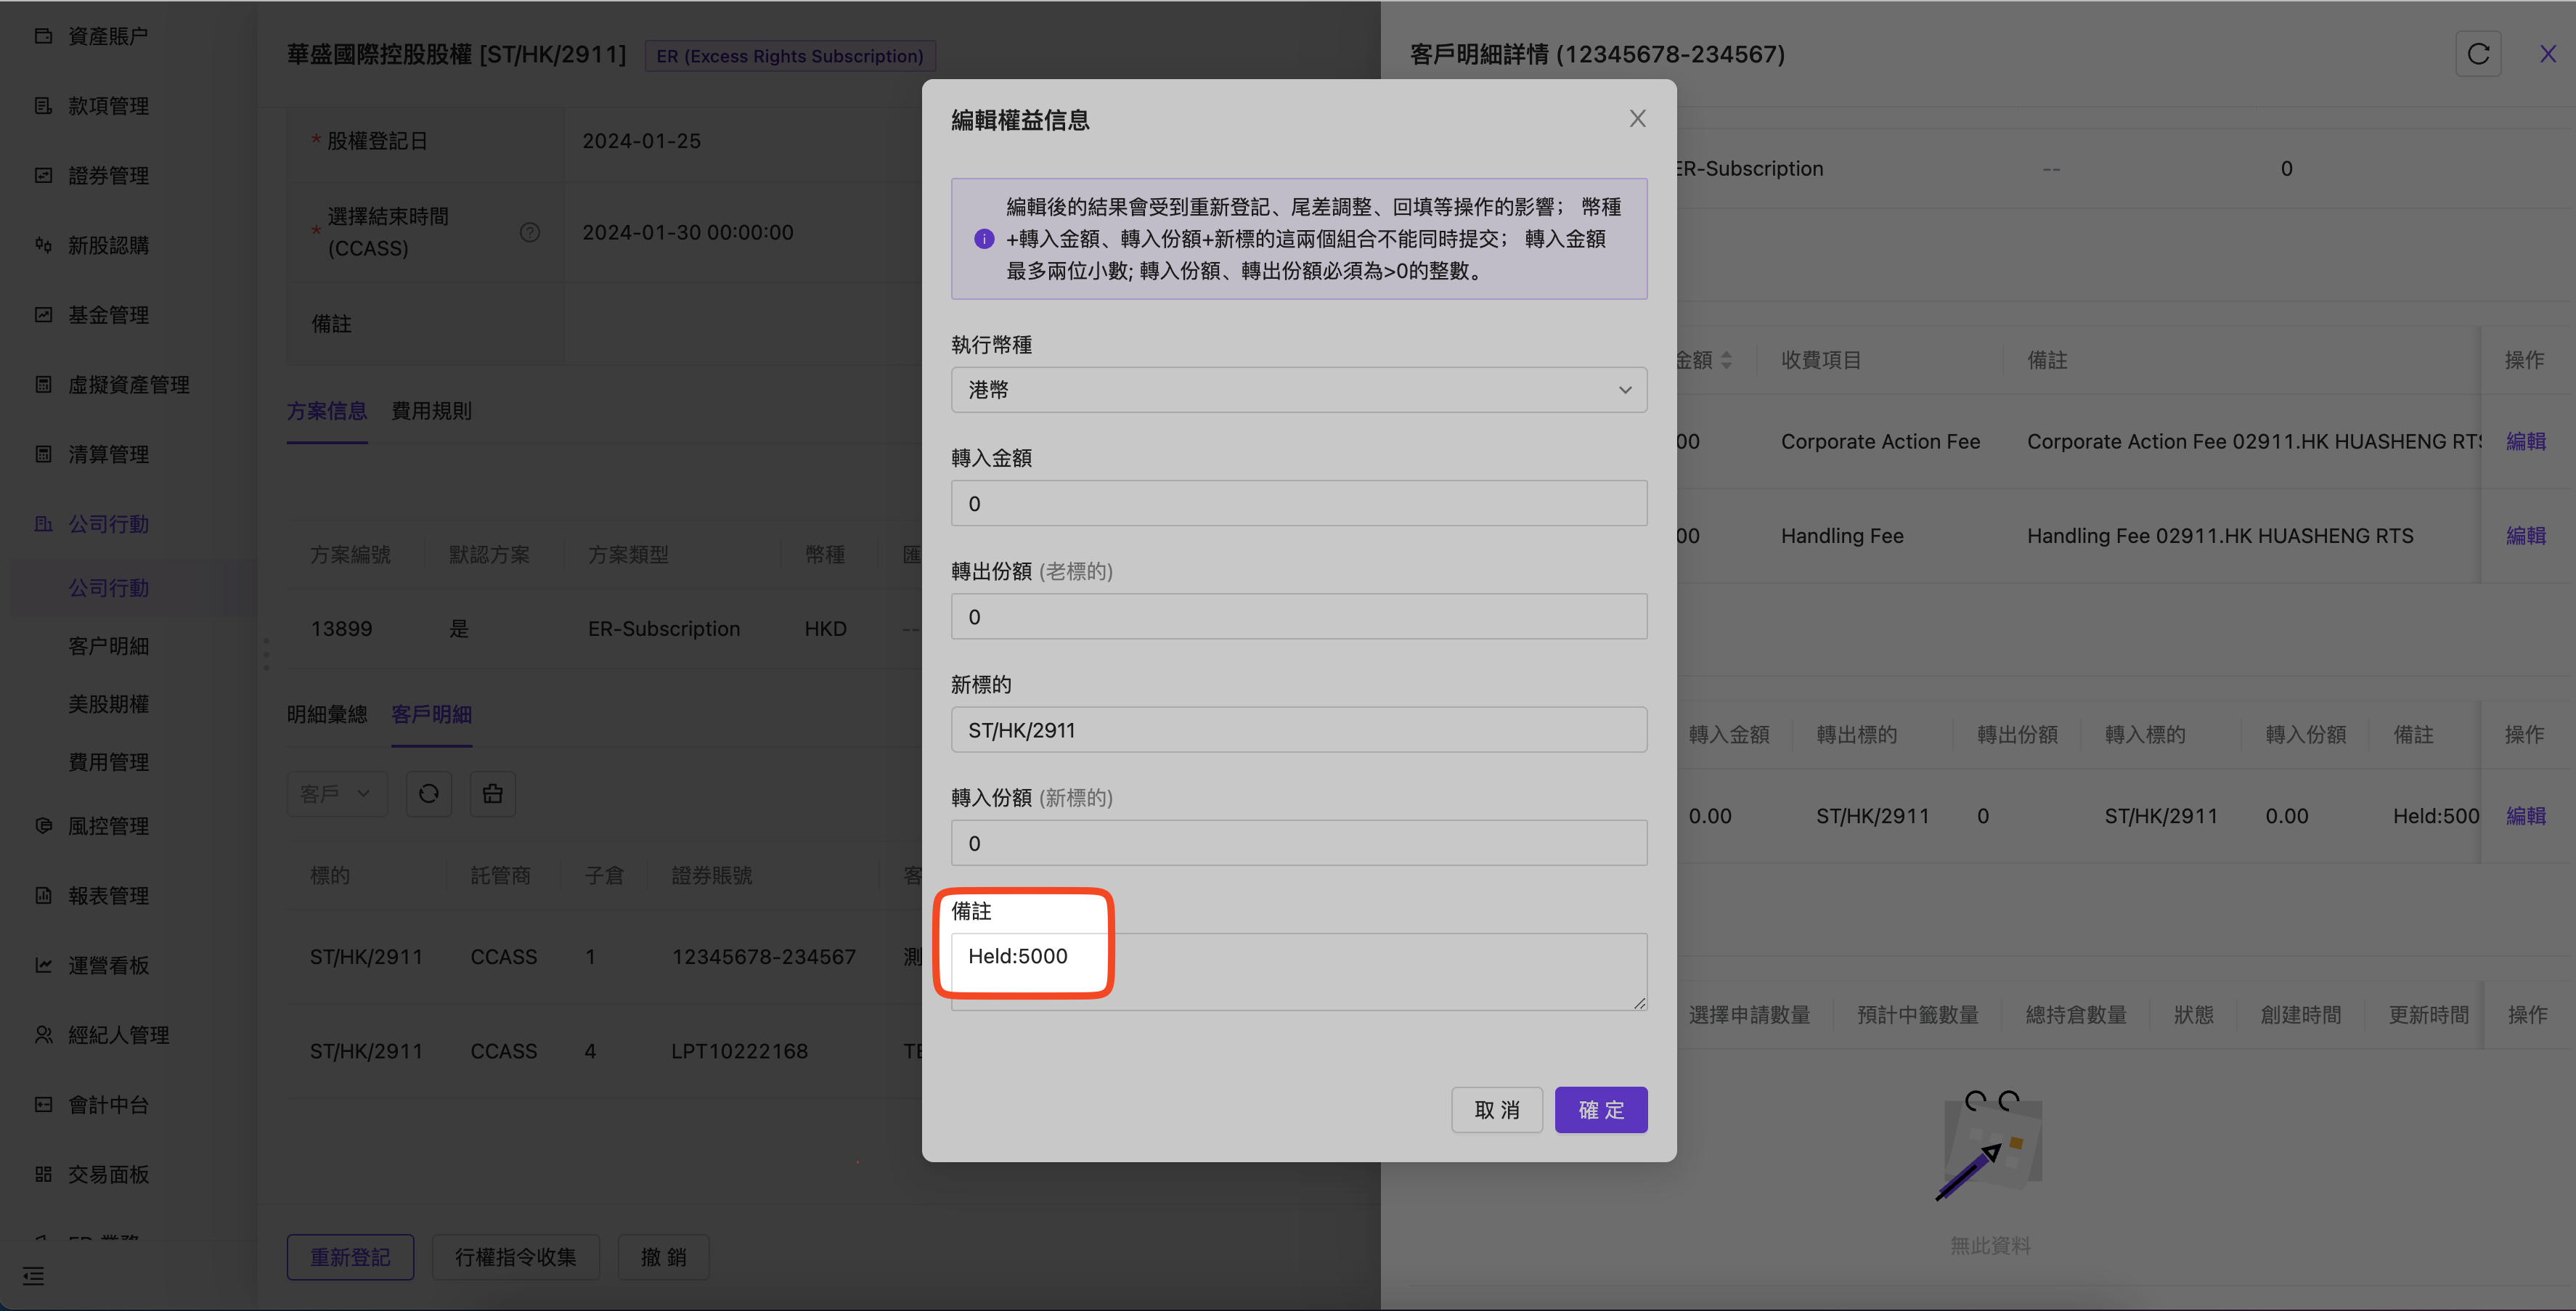 資產賬户
款項管理
證券管理
新股認購
基金管理
虛擬資產管理
清算管理
公司行動
公司行動
客户明細
美股期權
費用管理
風控管理
報表管理
運營看板
經紀人管理
會計中台
交易面板
華盛國際控股股權 [ST/HK/2911] ER (Excess Rights Subscription)
* 股權登記日 2024-01-25
* 選擇結束時間 (CCASS) 2024-01-30 00:00:00
備註
方案信息 費用規則
方案編號 默認方案 方案類型 幣種 匯
13899 是 ER-Subscription HKD --
明細彙總 客戶明細
客戶
標的 託管商 子倉 證券賬號 客
ST/HK/2911 CCASS 1 12345678-234567 測
ST/HK/2911 CCASS 4 LPT10222168 TE
重新登記 行權指令收集 撤 銷
編輯權益信息
編輯後的結果會受到重新登記、尾差調整、回填等操作的影響； 幣種
+轉入金額、轉入份額+新標的這兩個組合不能同時提交； 轉入金額
最多兩位小數; 轉入份額、轉出份額必須為>0的整數。
執行幣種
港幣
轉入金額
0
轉出份額 (老標的)
0
新標的
ST/HK/2911
轉入份額 (新標的)
0
備註
Held:5000
取 消 確 定
客戶明細詳情 (12345678-234567)
ER-Subscription -- 0
金額 收費項目 備註 操作
00 Corporate Action Fee Corporate Action Fee 02911.HK HUASHENG RTS 編輯
00 Handling Fee Handling Fee 02911.HK HUASHENG RTS 編輯
轉入金額 轉出標的 轉出份額 轉入標的 轉入份額 備註 操作
0.00 ST/HK/2911 0 ST/HK/2911 0.00 Held:500 編輯
選擇申請數量 預計中籤數量 總持倉數量 狀態 創建時間 更新時間 操作
無此資料